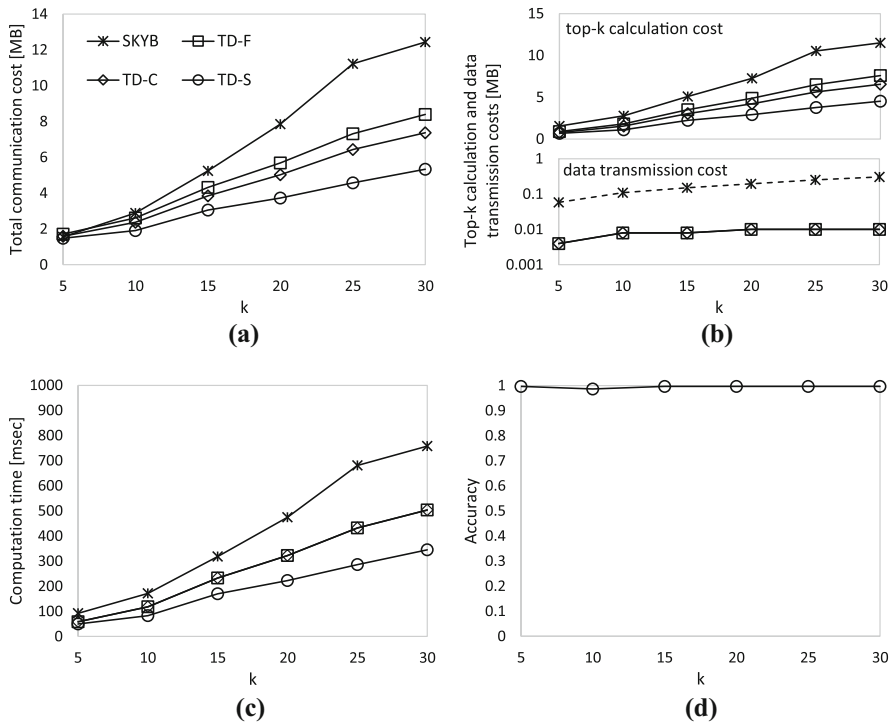 Total communication cost [MB]
14
12
10
8
6
4
2
0
SKYB
TD-F
TD-C
TD-S
5 10 15 20 25 30
k
(a)
Top-k calculation and data
transmission costs [MB]
15
10
5
0
top-k calculation cost
1
0.1
0.01
0.001
data transmission cost
5 10 15 20 25 30
k
(b)
Computation time [msec]
1000
900
800
700
600
500
400
300
200
100
0
5 10 15 20 25 30
k
(c)
Accuracy
1
0.9
0.8
0.7
0.6
0.5
0.4
0.3
0.2
0.1
0
5 10 15 20 25 30
k
(d)